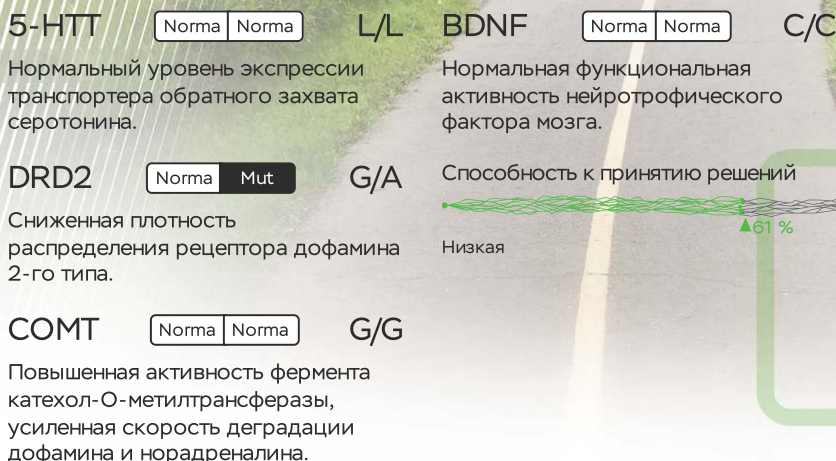 5-HTT Norma Norma L/L
Нормальный уровень экспрессии
транспортера обратного захвата
серотонина.
DRD2 Norma Mut G/A
Сниженная плотность
распределения рецептора дофамина
2-го типа.
COMT Norma Norma G/G
Повышенная активность фермента
катехол-О-метилтрансферазы,
усиленная скорость деградации
дофамина и норадреналина.
BDNF Norma Norma C/C
Нормальная функциональная
активность нейротрофического
фактора мозга.
Способность к принятию решений
61 %
Низкая